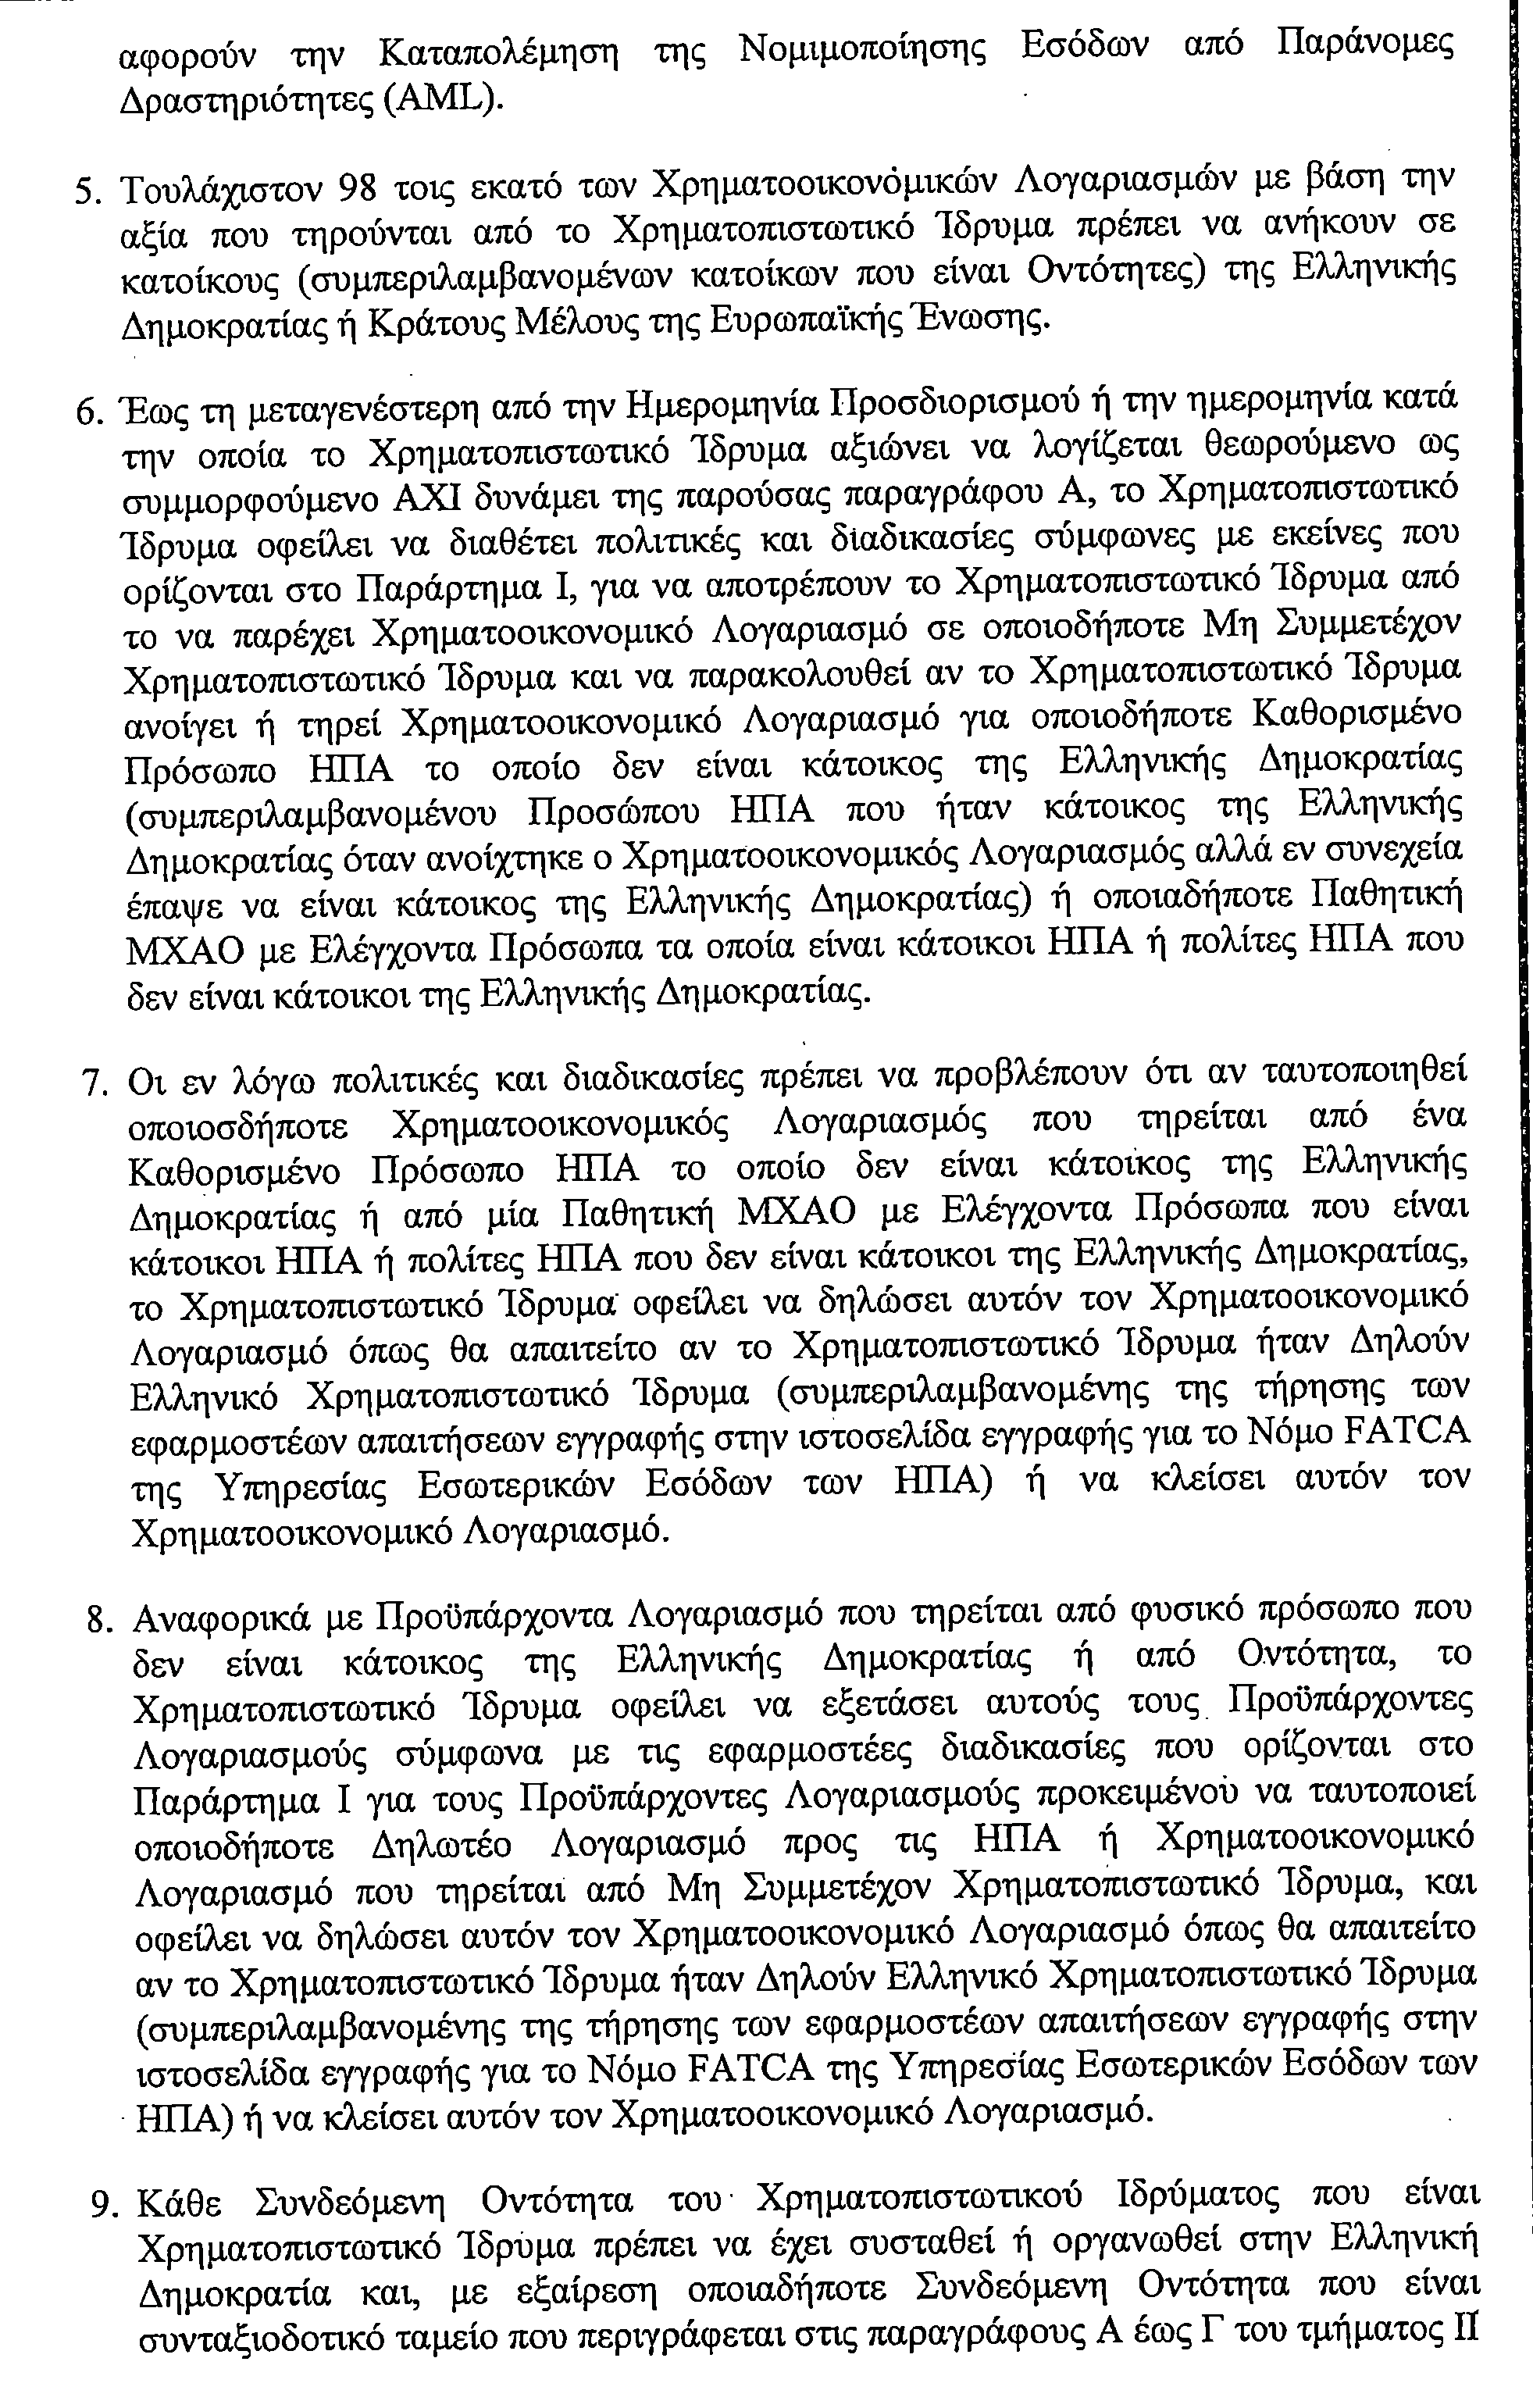 αφορούν την Καταπολέμηση της Νομιμοποίησης Εσόδων από Παράνομες
Δραστηριότητες (AML).
5. Τουλάχιστον 98 τοις εκατό των Χρηματοοικονομικών Λογαριασμών με βάση την
αξία που τηρούνται από το Χρηματοπιστωτικό Ίδρυμα πρέπει να ανήκουν σε
κατοίκους (συμπεριλαμβανομένων κατοίκων που είναι Οντότητες) της Ελληνικής
Δημοκρατίας ή Κράτους Μέλους της Ευρωπαϊκής Ένωσης.
6. Έως τη μεταγενέστερη από την Ημερομηνία Προσδιορισμού ή την ημερομηνία κατά
την οποία το Χρηματοπιστωτικό Ίδρυμα αξιώνει να λογίζεται θεωρούμενο ως
συμμορφούμενο ΑΧΙ δυνάμει της παρούσας παραγράφου Α, το Χρηματοπιστωτικό
Ίδρυμα οφείλει να διαθέτει πολιτικές και διαδικασίες σύμφωνες με εκείνες που
ορίζονται στο Παράρτημα Ι, για να αποτρέπουν το Χρηματοπιστωτικό Ίδρυμα από
το να παρέχει Χρηματοοικονομικό Λογαριασμό σε οποιοδήποτε Μη Συμμετέχον
Χρηματοπιστωτικό Ίδρυμα και να παρακολουθεί αν το Χρηματοπιστωτικό Ίδρυμα
ανοίγει ή τηρεί Χρηματοοικονομικό Λογαριασμό για οποιοδήποτε Καθορισμένο
Πρόσωπο ΗΠΑ το οποίο δεν είναι κάτοικος της Ελληνικής Δημοκρατίας
(συμπεριλαμβανομένου Προσώπου ΗΠΑ που ήταν κάτοικος της Ελληνικής
Δημοκρατίας όταν ανοίχτηκε ο Χρηματοοικονομικός Λογαριασμός αλλά εν συνεχεία
έπαψε να είναι κάτοικος της Ελληνικής Δημοκρατίας) ή οποιαδήποτε Παθητική
ΜΧΑΟ με Ελέγχοντα Πρόσωπα τα οποία είναι κάτοικοι ΗΠΑ ή πολίτες ΗΠΑ που
δεν είναι κάτοικοι της Ελληνικής Δημοκρατίας.
7. Οι εν λόγω πολιτικές και διαδικασίες πρέπει να προβλέπουν ότι αν ταυτοποιηθεί
οποιοσδήποτε Χρηματοοικονομικός Λογαριασμός που τηρείται από ένα
Καθορισμένο Πρόσωπο ΗΠΑ το οποίο δεν είναι κάτοικος της Ελληνικής
Δημοκρατίας ή από μία Παθητική ΜΧΑΟ με Ελέγχοντα Πρόσωπα που είναι
κάτοικοι ΗΠΑ ή πολίτες ΗΠΑ που δεν είναι κάτοικοι της Ελληνικής Δημοκρατίας,
το Χρηματοπιστωτικό Ίδρυμα οφείλει να δηλώσει αυτόν τον Χρηματοοικονομικό
Λογαριασμό όπως θα απαιτείτο αν το Χρηματοπιστωτικό Ίδρυμα ήταν Δηλούν
Ελληνικό Χρηματοπιστωτικό Ίδρυμα (συμπεριλαμβανομένης της τήρησης των
εφαρμοστέων απαιτήσεων εγγραφής στην ιστοσελίδα εγγραφής για το Νόμο FATCA
της Υπηρεσίας Εσωτερικών Εσόδων των ΗΠΑ) ή να κλείσει αυτόν τον
Χρηματοοικονομικό Λογαριασμό.
8. Αναφορικά με Προϋπάρχοντα Λογαριασμό που τηρείται από φυσικό πρόσωπο που
δεν είναι κάτοικος της Ελληνικής Δημοκρατίας ή από Οντότητα, το
Χρηματοπιστωτικό Ίδρυμα οφείλει να εξετάσει αυτούς τους Προϋπάρχοντες
Λογαριασμούς σύμφωνα με τις εφαρμοστέες διαδικασίες που ορίζονται στο
Παράρτημα Ι για τους Προϋπάρχοντες Λογαριασμούς προκειμένου να ταυτοποιεί
οποιοδήποτε Δηλωτέο Λογαριασμό προς τις ΗΠΑ ή Χρηματοοικονομικό
Λογαριασμό που τηρείται από Μη Συμμετέχον Χρηματοπιστωτικό Ίδρυμα, και
οφείλει να δηλώσει αυτόν τον Χρηματοοικονομικό Λογαριασμό όπως θα απαιτείτο
αν το Χρηματοπιστωτικό Ίδρυμα ήταν Δηλούν Ελληνικό Χρηματοπιστωτικό Ίδρυμα
(συμπεριλαμβανομένης της τήρησης των εφαρμοστέων απαιτήσεων εγγραφής στην
ιστοσελίδα εγγραφής για το Νόμο FATCA της Υπηρεσίας Εσωτερικών Εσόδων των
ΗΠΑ) ή να κλείσει αυτόν τον Χρηματοοικονομικό Λογαριασμό.
9. Κάθε Συνδεόμενη Οντότητα του Χρηματοπιστωτικού Ιδρύματος που είναι
Χρηματοπιστωτικό Ίδρυμα πρέπει να έχει συσταθεί ή οργανωθεί στην Ελληνική
Δημοκρατία και, με εξαίρεση οποιαδήποτε Συνδεόμενη Οντότητα που είναι
συνταξιοδοτικό ταμείο που περιγράφεται στις παραγράφους Α έως Γ του τμήματος ΙΙ